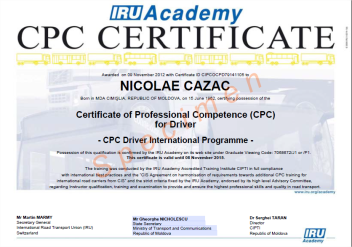 IRU Academy
CPC CERTIFICATE
Awarded on 20 November 2012 with Certificate ID
NICOLAE CAZAC
Born in MDA CIMIŞLIA, REPUBLIC OF MOLDOVA, on 15 June certifying possession of the
Certificate of Professional Competence (CPC)
for Driver
- CPC Driver International Programme -
Possession of this qualification is confirmed by the IRU Academy on its web site under Graduate Viewing Code:
This certificate is valid until 08 November 2015.
The training was conducted by the IRU Academy Accredited Training Institute CIPTI in full compliance
with international best practices and the "CIS Agreement on harmonisation of requirements towards additional CPC training for
international road carriers from CIS" and the strict criteria fixed by the IRU Academy, endorsed by its high level Advisory Committee,
regarding instructor qualification, training and examination to provide and ensure the highest professional skills and quality in road transport.
www.iru.org/academy
Specimen
Mr Martin MARMY
Secretary General
International Road Transport Union (IRU)
Switzerland
Mr Gheorghe NICHOLESCU
State Secretary
Ministry of Transport and Communications
Republic of Moldova
Dr Serghei TARAN
Director
CIPTI
Republic of Moldova
IRU
Academy